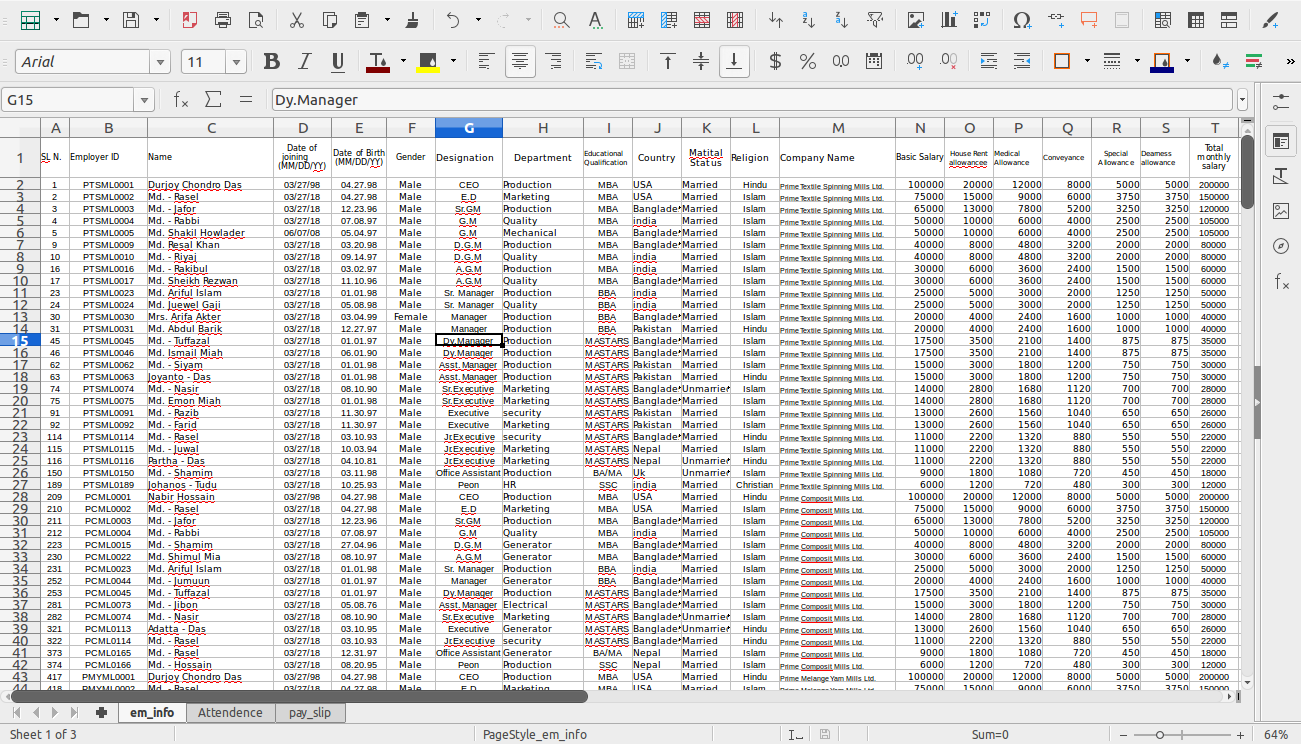 Arial 11
G15 Dy.Manager
A B C D E F G H I J K L M N O P Q R S T
1 SL N. Employer ID Name Date of joining (MM/DD/YY) Date of Birth (MM/DD/YY) Gender Designation Department Educational Qualification Country Matital Status Religion Company Name Basic Salary House Rent allowancee Medical Allowance Conveyance Special Allowance Dearness allowance Total monthly salary
2 1 PTSML0001 Durjoy Chondro Das 03/27/98 04.27.98 Male CEO Production MBA USA Married Hindu Prime Textile Spinning Mills Ltd. 100000 20000 12000 8000 5000 5000 200000
3 2 PTSML0002 Md. - Rasel 03/27/18 04.27.98 Male E.D Marketing MBA USA Married Islam Prime Textile Spinning Mills Ltd. 75000 15000 9000 6000 3750 3750 150000
4 3 PTSML0003 Md. - Jafor 03/27/18 12.23.96 Male Sr.GM Production MBA Banglade Married Islam Prime Textile Spinning Mills Ltd. 65000 13000 7800 5200 3250 3250 120000
5 4 PTSML0004 Md. - Rabbi 03/27/18 07.08.97 Male G.M Quality MBA india Married Islam Prime Textile Spinning Mills Ltd. 50000 10000 6000 4000 2500 2500 105000
6 5 PTSML0005 Md. Shakil Howlader 06/07/08 05.04.97 Male G.M Mechanical MBA Banglade Married Islam Prime Textile Spinning Mills Ltd. 50000 10000 6000 4000 2500 2500 105000
7 9 PTSML0009 Md. Resal Khan 03/27/18 03.20.98 Male D.G.M Production MBA Banglade Married Islam Prime Textile Spinning Mills Ltd. 40000 8000 4800 3200 2000 2000 80000
8 10 PTSML0010 Md. - Riyaj 03/27/18 09.14.97 Male D.G.M Quality MBA india Married Islam Prime Textile Spinning Mills Ltd. 40000 8000 4800 3200 2000 2000 80000
9 16 PTSML0016 Md. - Rakibul 03/27/18 03.02.97 Male A.G.M Production MBA india Married Islam Prime Textile Spinning Mills Ltd. 30000 6000 3600 2400 1500 1500 60000
10 17 PTSML0017 Md. Sheikh Rezwan 03/27/18 11.10.96 Male A.G.M Quality MBA Banglade Married Islam Prime Textile Spinning Mills Ltd. 30000 6000 3600 2400 1500 1500 60000
11 23 PTSML0023 Md. Ariful Islam 03/27/18 01.01.98 Male Sr. Manager Production BBA india Married Islam Prime Textile Spinning Mills Ltd. 25000 5000 3000 2000 1250 1250 50000
12 24 PTSML0024 Md. Juewel Gaji 03/27/18 05.08.98 Male Sr. Manager Quality BBA india Married Islam Prime Textile Spinning Mills Ltd. 25000 5000 3000 2000 1250 1250 50000
13 30 PTSML0030 Mrs. Arifa Akter 03/27/18 03.04.99 Female Manager Production BBA Banglade Married Islam Prime Textile Spinning Mills Ltd. 20000 4000 2400 1600 1000 1000 40000
14 31 PTSML0031 Md. Abdul Barik 03/27/18 12.27.97 Male Manager Production BBA Pakistan Married Hindu Prime Textile Spinning Mills Ltd. 20000 4000 2400 1600 1000 1000 40000
15 45 PTSML0045 Md. - Tuffazal 03/27/18 01.01.97 Male Dy.Manager Production MASTARS Pakistan Married Islam Prime Textile Spinning Mills Ltd. 17500 3500 2100 1400 875 875 35000
16 46 PTSML0046 Md. Ismail Miah 03/27/18 06.01.90 Male Dy.Manager Production MASTARS Pakistan Married Islam Prime Textile Spinning Mills Ltd. 17500 3500 2100 1400 875 875 35000
17 62 PTSML0062 Md. - Siyam 03/27/18 01.01.98 Male Asst. Manager Production MASTARS Pakistan Married Islam Prime Textile Spinning Mills Ltd. 15000 3000 1800 1200 750 750 30000
18 63 PTSML0063 Joyanto - Das 03/27/18 01.01.98 Male Asst. Manager Production MASTARS Pakistan Married Hindu Prime Textile Spinning Mills Ltd. 15000 3000 1800 1200 750 750 30000
19 74 PTSML0074 Md. - Nasir 03/27/18 08.10.90 Male Sr.Executive Marketing MASTARS Banglade Unmarrie Islam Prime Textile Spinning Mills Ltd. 14000 2800 1680 1120 700 700 28000
20 75 PTSML0075 Md. Emon Miah 03/27/18 01.01.98 Male Sr.Executive Marketing MASTARS Banglade Married Islam Prime Textile Spinning Mills Ltd. 14000 2800 1680 1120 700 700 28000
21 91 PTSML0091 Md. - Razib 03/27/18 11.30.97 Male Executive security MASTARS Pakistan Married Islam Prime Textile Spinning Mills Ltd. 13000 2600 1560 1040 650 650 26000
22 92 PTSML0092 Md. - Farid 03/27/18 11.30.97 Male Executive Marketing MASTARS Pakistan Married Islam Prime Textile Spinning Mills Ltd. 13000 2600 1560 1040 650 650 26000
23 114 PTSML0114 Md. - Rasel 03/27/18 03.10.93 Male Jr.Executive security MASTARS Banglade Married Hindu Prime Textile Spinning Mills Ltd. 11000 2200 1320 880 550 550 22000
24 115 PTSML0115 Md. - Juwal 03/27/18 10.03.94 Male Jr.Executive Marketing MASTARS Nepal Married Islam Prime Textile Spinning Mills Ltd. 11000 2200 1320 880 550 550 22000
25 116 PTSML0116 Partha - Das 03/27/18 04.10.81 Male Jr.Executive Marketing MASTARS Nepal Unmarrie Hindu Prime Textile Spinning Mills Ltd. 11000 2200 1320 880 550 550 22000
26 150 PTSML0150 Md. - Shamim 03/27/18 03.11.98 Male Office Assistant Production BA/MA Uk Unmarrie Islam Prime Textile Spinning Mills Ltd. 9000 1800 1080 720 450 450 18000
27 189 PTSML0189 Johanos - Tudu 03/27/18 10.25.93 Male Peon HR SSC india Married Christian Prime Textile Spinning Mills Ltd. 6000 1200 720 480 300 300 12000
28 209 PCML0001 Nabir Hossain 03/27/98 04.27.98 Male CEO Production MBA USA Married Hindu Prime Composit Mills Ltd. 100000 20000 12000 8000 5000 5000 200000
29 210 PCML0002 Md. - Rasel 03/27/18 04.27.98 Male E.D Marketing MBA USA Married Islam Prime Composit Mills Ltd. 75000 15000 9000 6000 3750 3750 150000
30 211 PCML0003 Md. - Jafor 03/27/18 12.23.96 Male Sr.GM Production MBA Banglade Married Islam Prime Composit Mills Ltd. 65000 13000 7800 5200 3250 3250 120000
31 212 PCML0004 Md. - Rabbi 03/27/18 07.08.97 Male G.M Quality MBA india Married Islam Prime Composit Mills Ltd. 50000 10000 6000 4000 2500 2500 105000
32 223 PCML0015 Md. - Shamim 03/27/18 27.04.96 Male D.G.M Generator MBA Banglade Married Islam Prime Composit Mills Ltd. 40000 8000 4800 3200 2000 2000 80000
33 230 PCML0022 Md. Shimul Mia 03/27/18 08.10.97 Male A.G.M Generator MBA Banglade Married Islam Prime Composit Mills Ltd. 30000 6000 3600 2400 1500 1500 60000
34 231 PCML0023 Md. Ariful Islam 03/27/18 01.01.98 Male Sr. Manager Production BBA india Married Islam Prime Composit Mills Ltd. 25000 5000 3000 2000 1250 1250 50000
35 252 PCML0044 Md. - Jumuun 03/27/18 01.01.97 Male Manager Generator BBA Banglade Married Islam Prime Composit Mills Ltd. 20000 4000 2400 1600 1000 1000 40000
36 253 PCML0045 Md. - Tuffazal 03/27/18 01.01.97 Male Dy.Manager Production MASTARS Banglade Married Islam Prime Composit Mills Ltd. 17500 3500 2100 1400 875 875 35000
37 281 PCML0073 Md. - Jibon 03/27/18 05.08.76 Male Asst.Manager Electrical MASTARS Banglade Married Islam Prime Composit Mills Ltd. 15000 3000 1800 1200 750 750 30000
38 282 PCML0074 Md. - Nasir 03/27/18 08.10.90 Male Sr.Executive Marketing MASTARS Banglade Unmarrie Islam Prime Composit Mills Ltd. 14000 2800 1680 1120 700 700 28000
39 321 PCML0113 Adatta - Das 03/27/18 03.10.95 Male Executive Generator MASTARS Banglade Unmarrie Hindu Prime Composit Mills Ltd. 13000 2600 1560 1040 650 650 26000
40 322 PCML0114 Md. - Rasel 03/27/18 03.10.93 Male Jr.Executive security MASTARS Banglade Married Hindu Prime Composit Mills Ltd. 11000 2200 1320 880 550 550 22000
41 373 PCML0165 Md. - Rasel 03/27/18 12.31.97 Male Office Assistant Generator BA/MA Nepal Married Islam Prime Composit Mills Ltd. 9000 1800 1080 720 450 450 18000
42 374 PCML0166 Md. - Hossain 03/27/18 08.20.95 Male Peon Production SSC Nepal Married Islam Prime Composit Mills Ltd. 6000 1200 720 480 300 300 12000
43 417 PMYML0001 Durjoy Chondro Das 03/27/98 04.27.98 Male CEO Production MBA USA Married Hindu Prime Melange Yarn Mills Ltd. 100000 20000 12000 8000 5000 5000 200000
44 418 PMYML0002 Md. - Rasel 03/27/18 04.27.98 Male E.D Marketing MBA USA Married Islam Prime Melange Yarn Mills Ltd. 75000 15000 9000 6000 3750 3750 150000
em_info Attendence pay_slip
Sheet 1 of 3 PageStyle_em_info Sum=0 64%